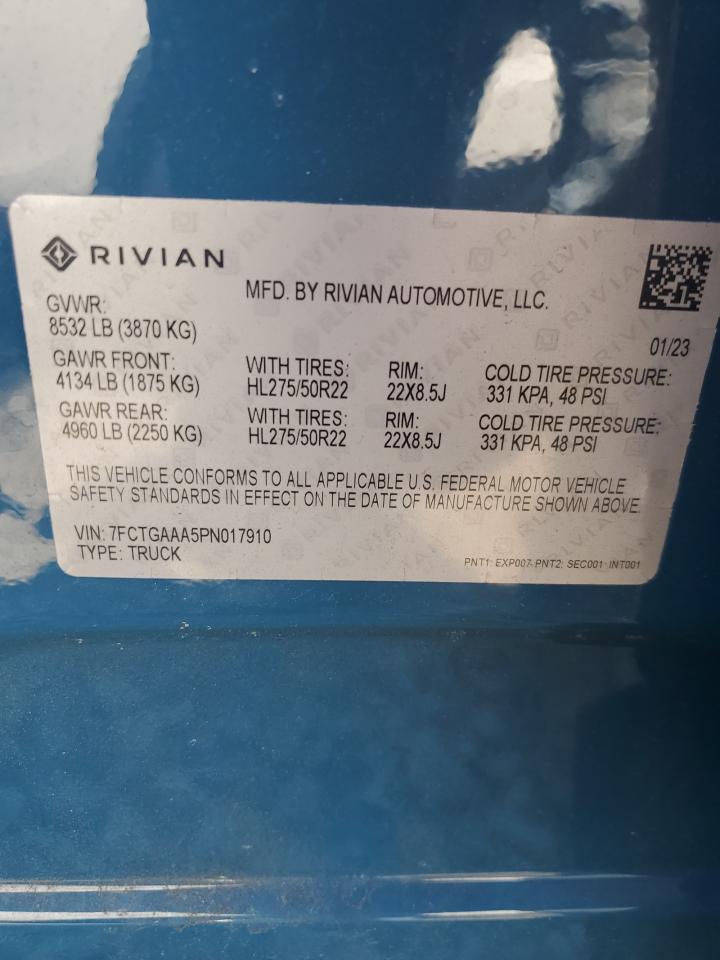 RIVIAN
MFD. BY RIVIAN AUTOMOTIVE, LLC.
GVWR:
8532 LB (3870 KG)
01/23
GAWR FRONT: WITH TIRES: RIM: COLD TIRE PRESSURE:
4134 LB (1875 KG) HL275/50R22 22X8.5J 331 KPA, 48 PSI
GAWR REAR: WITH TIRES: RIM: COLD TIRE PRESSURE:
4960 LB (2250 KG) HL275/50R22 22X8.5J 331 KPA, 48 PSI
THIS VEHICLE CONFORMS TO ALL APPLICABLE U.S. FEDERAL MOTOR VEHICLE
SAFETY STANDARDS IN EFFECT ON THE DATE OF MANUFACTURE SHOWN ABOVE.
VIN: 7FCTGAAA5PN017910
TYPE: TRUCK
PNT1: EXP007 PNT2: SEC001 INT001